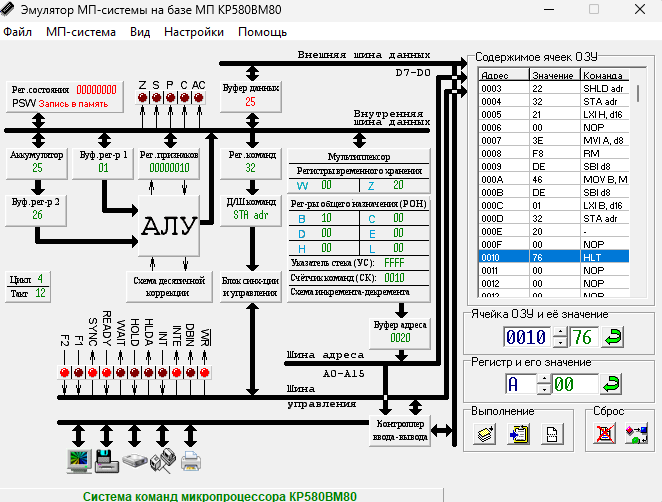 Эмулятор МП-системы на базе МП КР580ВМ80
Файл МП-система Вид Настройки Помощь
Внешняя шина данных
D7-D0
Рег.состояния 00000000
PSW Запись в память
Z S P C AC
Буфер данных
25
Внутренняя
шина данных
Аккумулятор
25
Буф.рег-р 1
01
Рег.признаков
00000010
Рег.команд
32
Мультиплексор
Регистры временного хранения
W 00 Z 20
Буф.рег-р 2
26
АЛУ
Д/Ш команд
STA adr
Рег-ры общего назначения (РОН)
B 10 C 00
D 00 E 00
H 00 L 00
Указатель стека (УС): FFFF
Счётчик команд (СК): 0010
Схема инкремента-декремента
Цикл 4
Такт 12
Схема десятичной
коррекции
Блок синх-ции
и управления
Буфер адреса
0020
F2 F1 SYNC READY WAIT HOLD HLDA INT INTE DBIN WR
Шина адреса
A0-A15
Шина
управления
Контроллер
ввода-вывода
Содержимое ячеек ОЗУ
Адрес Значение Команда
0003 22 SHLD adr
0004 32 STA adr
0005 21 LXI H, d16
0006 00 NOP
0007 3E MVI A, d8
0008 F8 RM
0009 DE SBI d8
000A 46 MOV B, M
000B DE SBI d8
000C 01 LXI B, d16
000D 32 STA adr
000E 20 -
000F 00 NOP
0010 76 HLT
0011 00 NOP
0012 00 NOP
Ячейка ОЗУ и её значение
0010 76
Регистр и его значение
A 00
Выполнение
Сброс
Система команд микропроцессора КР580ВМ80